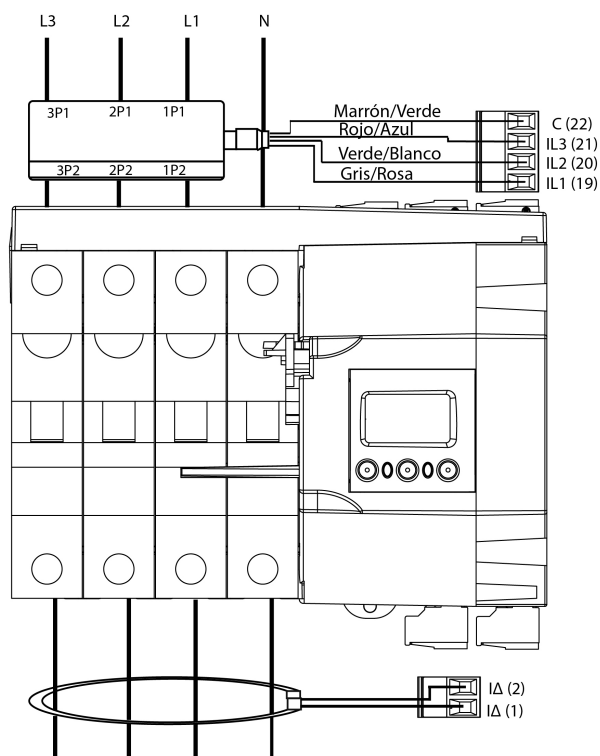 L3 L2 L1 N
3P1 2P1 1P1
3P2 2P2 1P2
Marrón/Verde
Rojo/Azul
Verde/Blanco
Gris/Rosa
C (22)
IL3 (21)
IL2 (20)
IL1 (19)
IΔ (2)
IΔ (1)